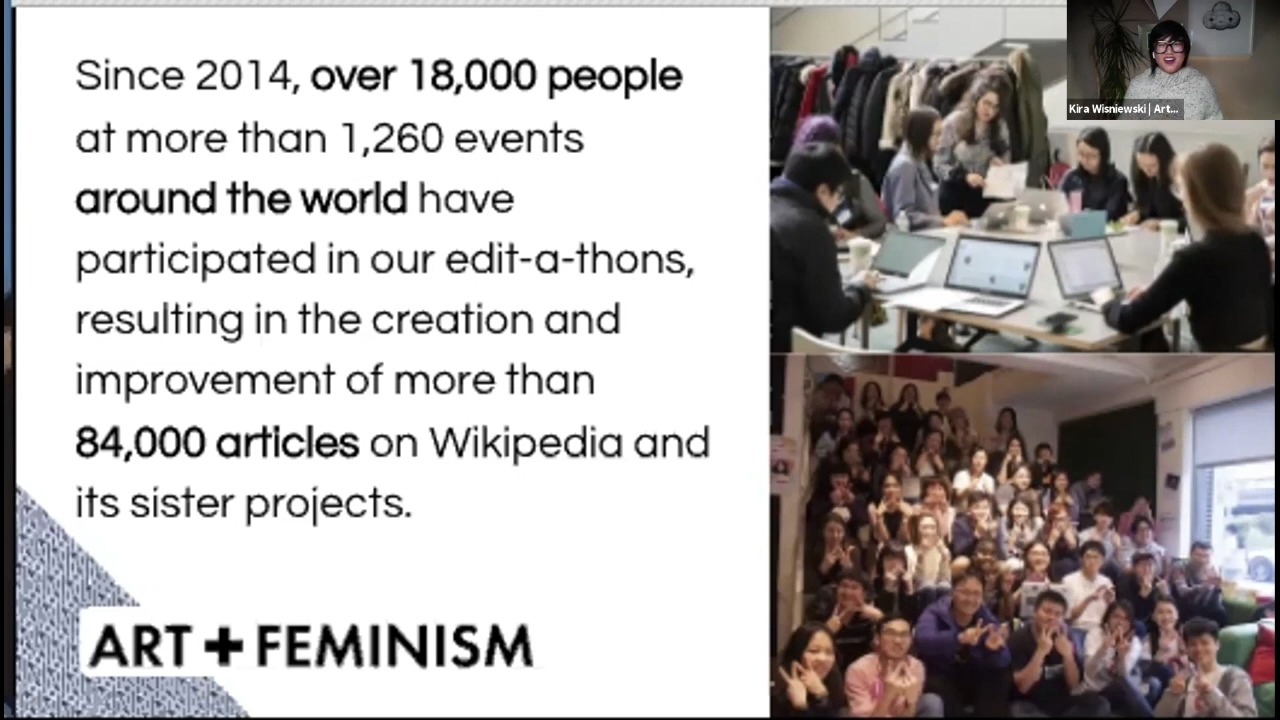 Since 2014, over 18,000 people
at more than 1,260 events
around the world have
participated in our edit-a-thons,
resulting in the creation and
improvement of more than
84,000 articles on Wikipedia and
its sister projects.
ART + FEMINISM
Kira Wisniewski | Art...